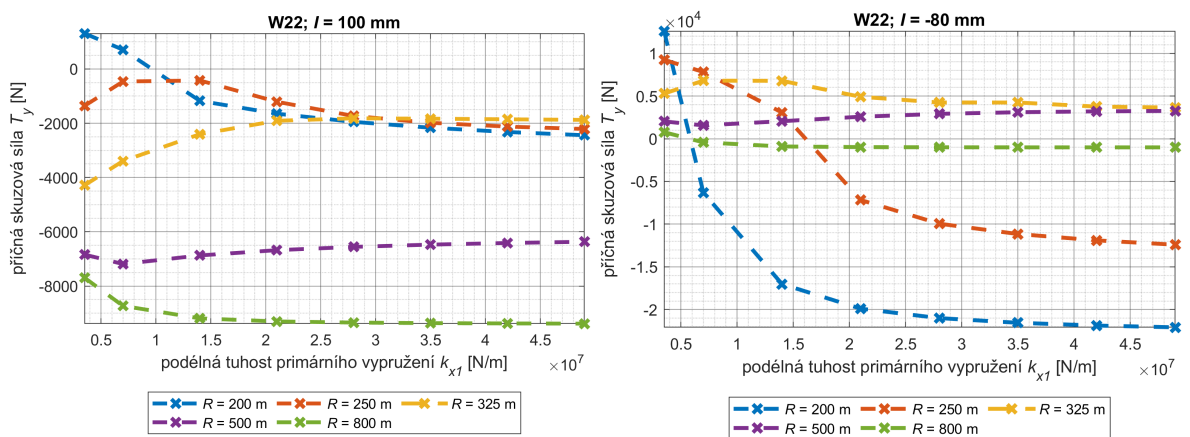 W22; l = 100 mm
příčná skuzová síla Ty [N]
0
-2000
-4000
-6000
-8000
0.5 1 1.5 2 2.5 3 3.5 4 4.5
×10^7
podélná tuhost primárního vypružení kx1 [N/m]
R = 200 m R = 250 m R = 325 m
R = 500 m R = 800 m
W22; l = -80 mm
×10^4
příčná skuzová síla Ty [N]
1
0.5
0
-0.5
-1
-1.5
-2
0.5 1 1.5 2 2.5 3 3.5 4 4.5
podélná tuhost primárního vypružení kx1 [N/m]
×10^7
R = 200 m R = 250 m R = 325 m
R = 500 m R = 800 m